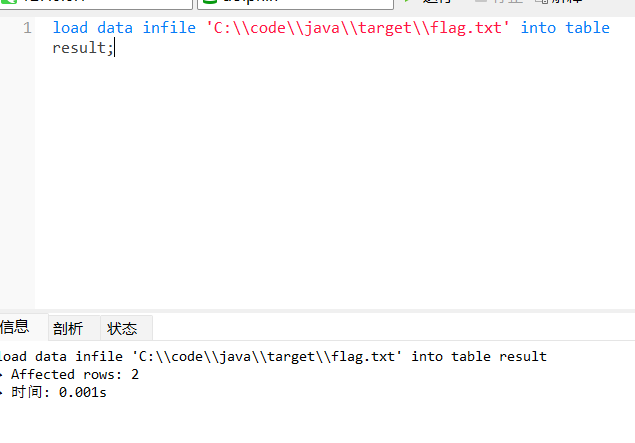 1 load data infile 'C:\\code\\java\\target\\flag.txt' into table
result;
信息 剖析 状态
load data infile 'C:\\code\\java\\target\\flag.txt' into table result
Affected rows: 2
时间: 0.001s